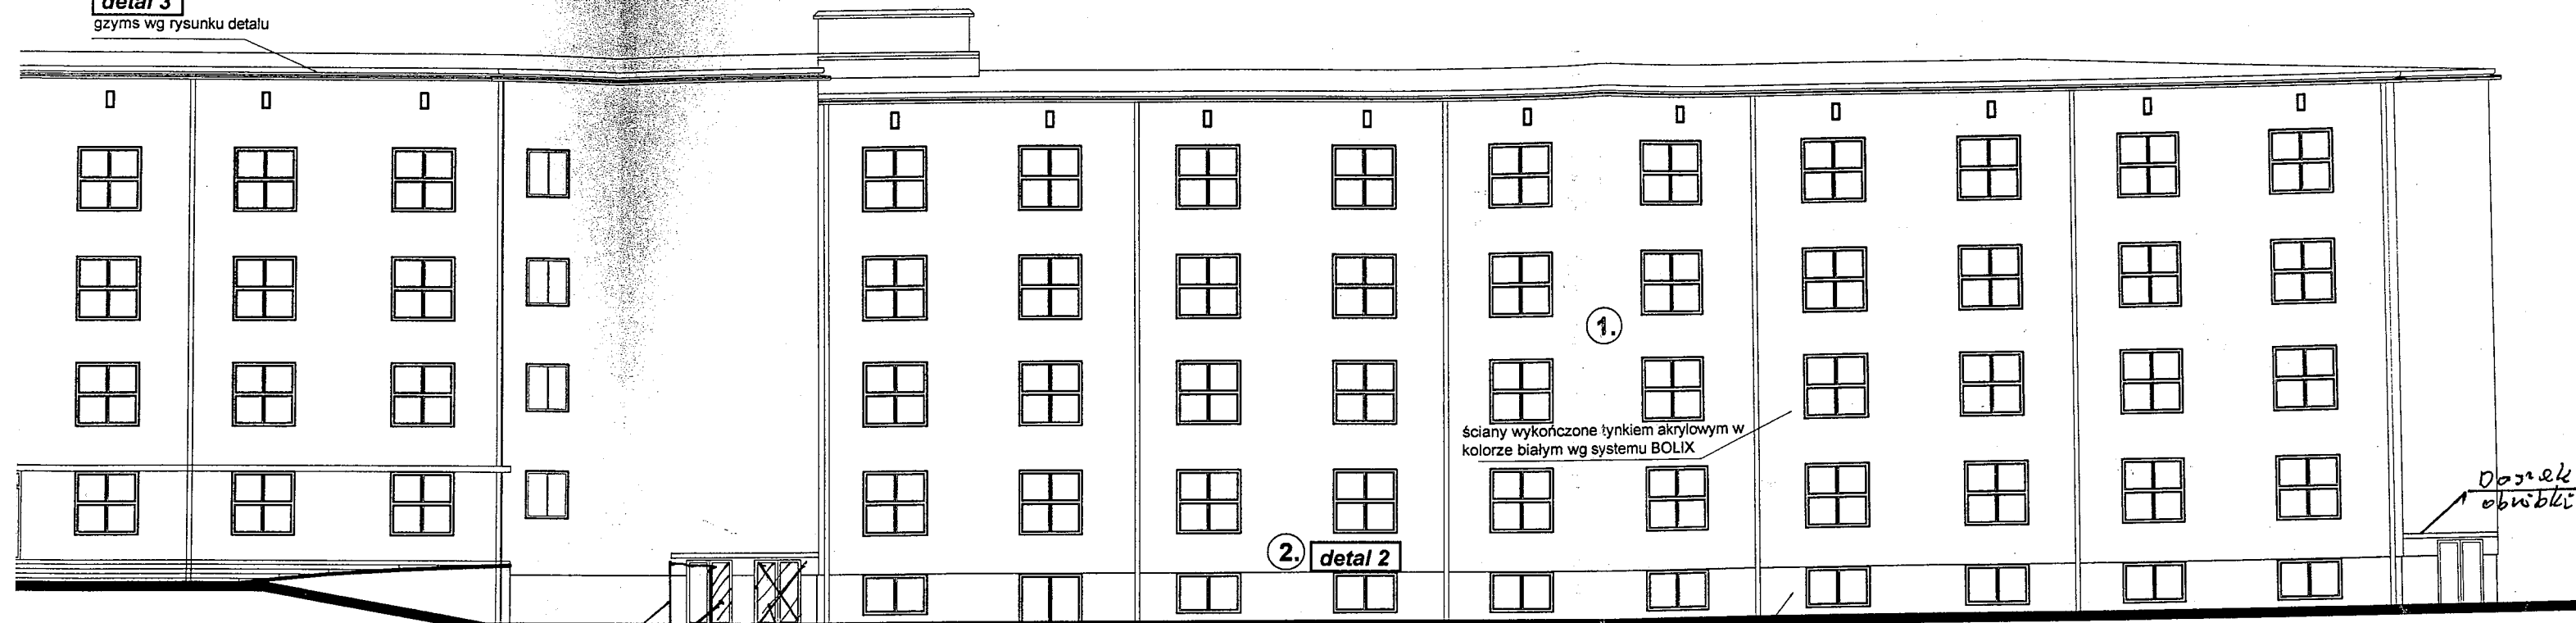 detal 3
gzyms wg rysunku detalu
1.
ściany wykończone tynkiem akrylowym w
kolorze białym wg systemu BOLIX
2. detal 2
obróbki